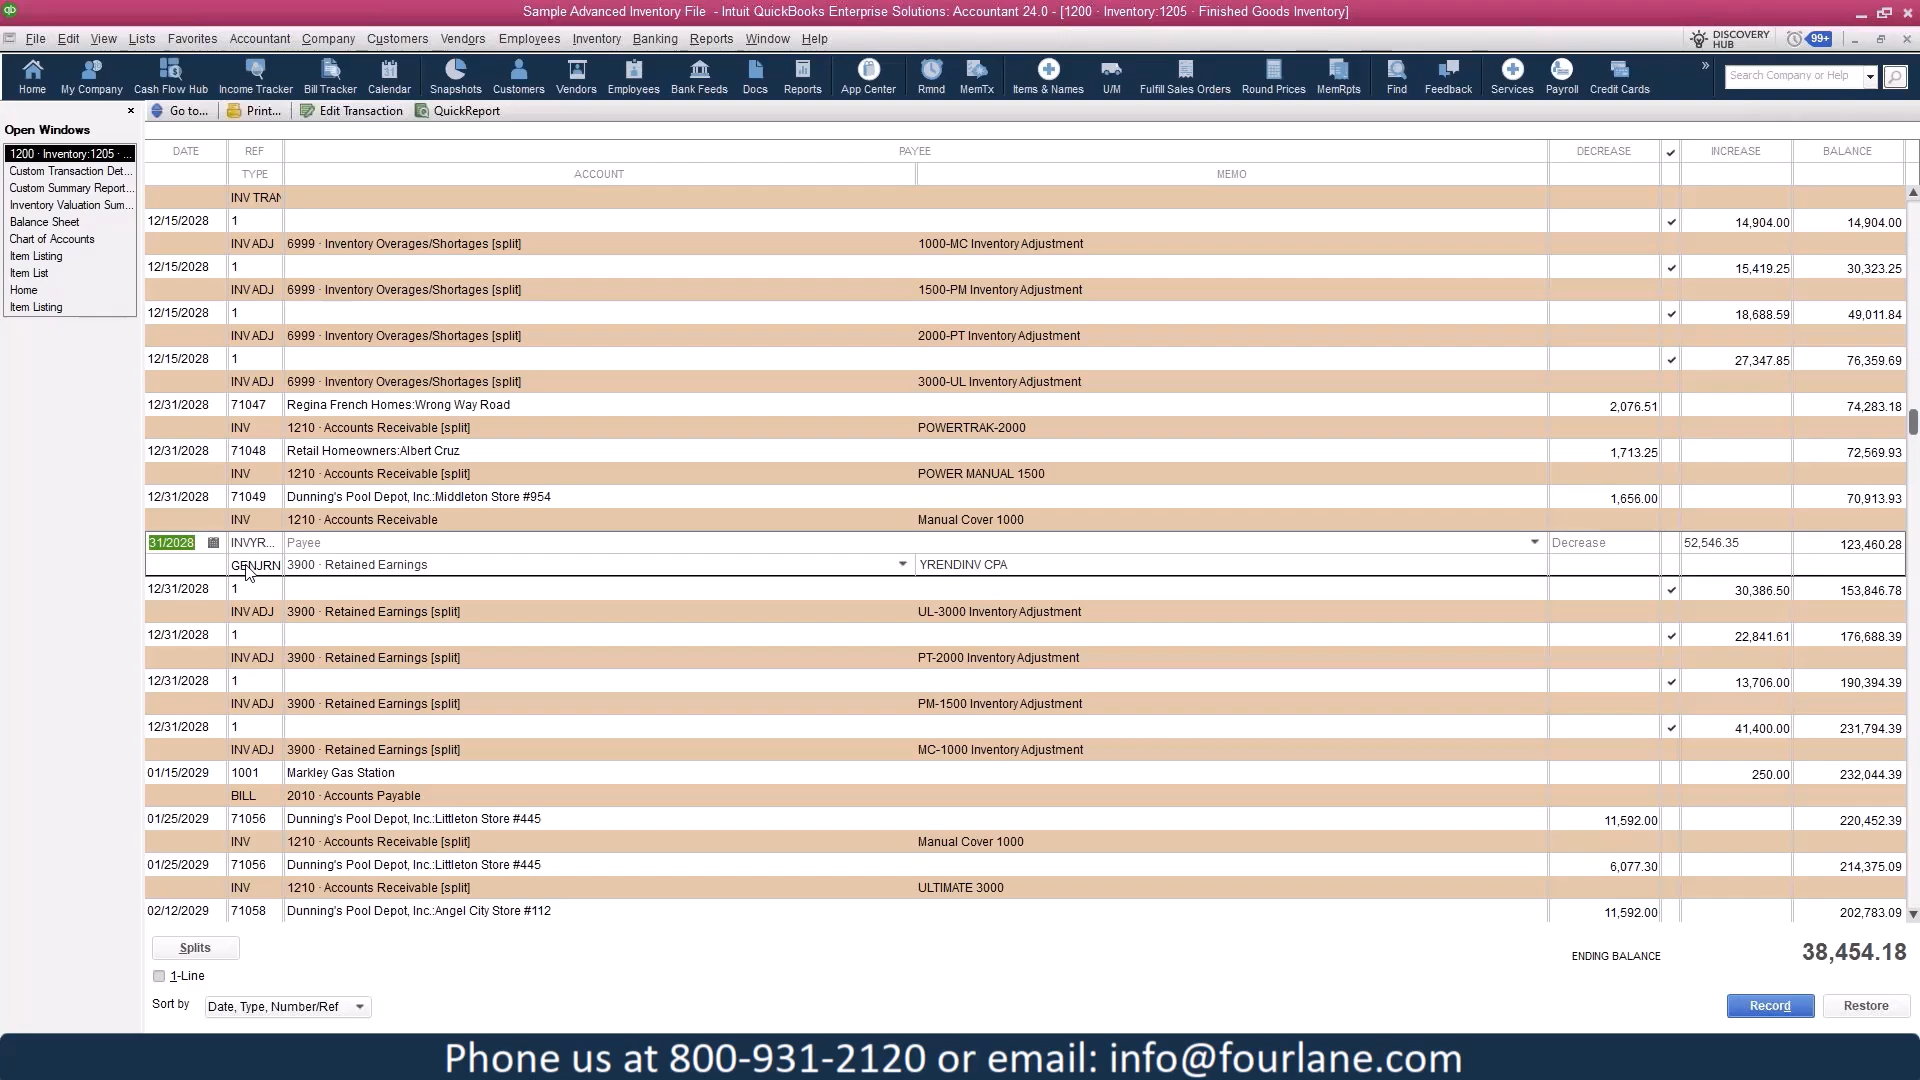 Sample Advanced Inventory File - Intuit QuickBooks Enterprise Solutions: Accountant 24.0 - [1200 · Inventory:1205 · Finished Goods Inventory]
File Edit View Lists Favorites Accountant Company Customers Vendors Employees Inventory Banking Reports Window Help
DISCOVERY HUB 99+
Home My Company Cash Flow Hub Income Tracker Bill Tracker Calendar Snapshots Customers Vendors Employees Bank Feeds Docs Reports App Center Rmnd MemTx Items & Names U/M Fulfill Sales Orders Round Prices MemRpts Find Feedback Services Payroll Credit Cards » Search Company or Help
Go to... Print... Edit Transaction QuickReport
Open Windows
1200 · Inventory:1205 · ...
Custom Transaction Det...
Custom Summary Report...
Inventory Valuation Sum...
Balance Sheet
Chart of Accounts
Item Listing
Item List
Home
Item Listing
DATE REF PAYEE DECREASE ✓ INCREASE BALANCE
TYPE ACCOUNT MEMO
INV TRAN
12/15/2028 1 ✓ 14,904.00 14,904.00
INV ADJ 6999 · Inventory Overages/Shortages [split] 1000-MC Inventory Adjustment
12/15/2028 1 ✓ 15,419.25 30,323.25
INV ADJ 6999 · Inventory Overages/Shortages [split] 1500-PM Inventory Adjustment
12/15/2028 1 ✓ 18,688.59 49,011.84
INV ADJ 6999 · Inventory Overages/Shortages [split] 2000-PT Inventory Adjustment
12/15/2028 1 ✓ 27,347.85 76,359.69
INV ADJ 6999 · Inventory Overages/Shortages [split] 3000-UL Inventory Adjustment
12/31/2028 71047 Regina French Homes:Wrong Way Road 2,076.51 74,283.18
INV 1210 · Accounts Receivable [split] POWERTRAK-2000
12/31/2028 71048 Retail Homeowners:Albert Cruz 1,713.25 72,569.93
INV 1210 · Accounts Receivable [split] POWER MANUAL 1500
12/31/2028 71049 Dunning's Pool Depot, Inc.:Middleton Store #954 1,656.00 70,913.93
INV 1210 · Accounts Receivable Manual Cover 1000
31/2028 INVYR... Payee Decrease 52,546.35 123,460.28
GENJRN 3900 · Retained Earnings YRENDINV CPA
12/31/2028 1 ✓ 30,386.50 153,846.78
INV ADJ 3900 · Retained Earnings [split] UL-3000 Inventory Adjustment
12/31/2028 1 ✓ 22,841.61 176,688.39
INV ADJ 3900 · Retained Earnings [split] PT-2000 Inventory Adjustment
12/31/2028 1 ✓ 13,706.00 190,394.39
INV ADJ 3900 · Retained Earnings [split] PM-1500 Inventory Adjustment
12/31/2028 1 ✓ 41,400.00 231,794.39
INV ADJ 3900 · Retained Earnings [split] MC-1000 Inventory Adjustment
01/15/2029 1001 Markley Gas Station 250.00 232,044.39
BILL 2010 · Accounts Payable
01/25/2029 71056 Dunning's Pool Depot, Inc.:Littleton Store #445 11,592.00 220,452.39
INV 1210 · Accounts Receivable [split] Manual Cover 1000
01/25/2029 71056 Dunning's Pool Depot, Inc.:Littleton Store #445 6,077.30 214,375.09
INV 1210 · Accounts Receivable [split] ULTIMATE 3000
02/12/2029 71058 Dunning's Pool Depot, Inc.:Angel City Store #112 11,592.00 202,783.09
Splits
ENDING BALANCE 38,454.18
1-Line
Sort by Date, Type, Number/Ref
Record Restore
Phone us at 800-931-2120 or email: info@fourlane.com